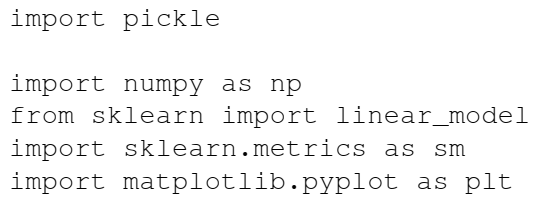 import pickle
import numpy as np
from sklearn import linear_model
import sklearn.metrics as sm
import matplotlib.pyplot as plt